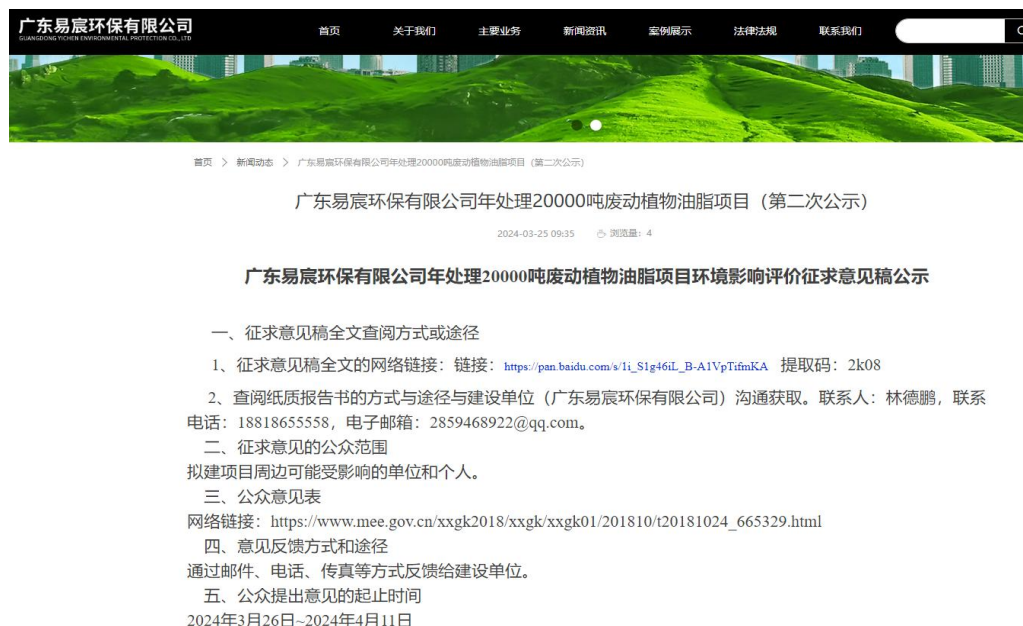 广东易宸环保有限公司
GUANGDONG YICHEN ENVIRONMENTAL PROTECTION CO., LTD
首页 关于我们 主要业务 新闻资讯 案例展示 法律法规 联系我们
首页 > 新闻动态 > 广东易宸环保有限公司年处理20000吨废动植物油脂项目（第二次公示）
广东易宸环保有限公司年处理20000吨废动植物油脂项目（第二次公示）
2024-03-25 09:35 浏览量：4
广东易宸环保有限公司年处理20000吨废动植物油脂项目环境影响评价征求意见稿公示
一、征求意见稿全文查阅方式或途径
1、征求意见稿全文的网络链接：链接：https://pan.baidu.com/s/1i_S1g46iL_B-A1VpTifmKA 提取码：2k08
2、查阅纸质报告书的方式与途径与建设单位（广东易宸环保有限公司）沟通获取。联系人：林德鹏，联系
电话：18818655558，电子邮箱：2859468922@qq.com。
二、征求意见的公众范围
拟建项目周边可能受影响的单位和个人。
三、公众意见表
网络链接：https://www.mee.gov.cn/xxgk2018/xxgk/xxgk01/201810/t20181024_665329.html
四、意见反馈方式和途径
通过邮件、电话、传真等方式反馈给建设单位。
五、公众提出意见的起止时间
2024年3月26日~2024年4月11日